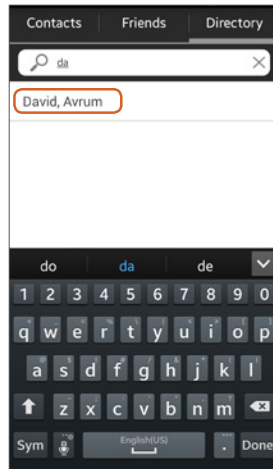 Contacts Friends Directory
da
David, Avrum
do da de
1 2 3 4 5 6 7 8 9 0
q w e r t y u i o p
a s d f g h j k l
z x c v b n m
Sym English(US) . Done